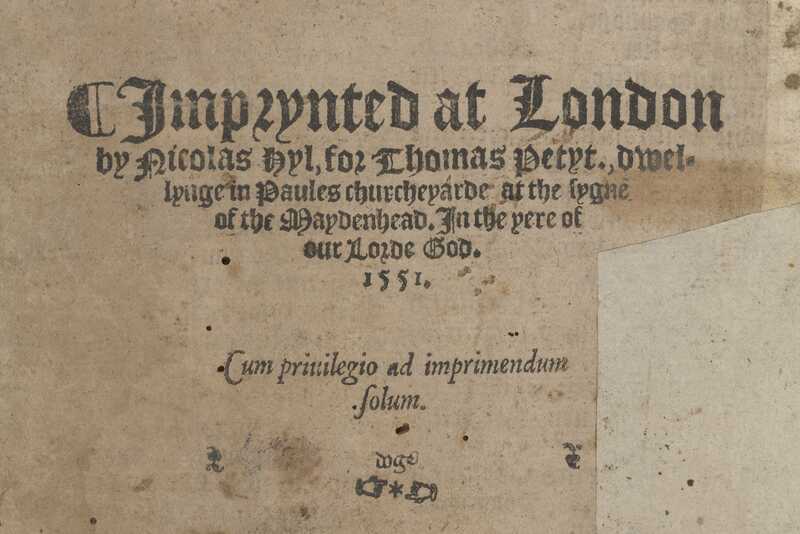 ¶ Imprynted at London
by Nicolas Hyl, for Thomas Petyt., dwel-
lynge in Paules churcheyarde at the sygne
of the Maydenhead. In the yere of
our Lorde God.
1551.
Cum priuilegio ad imprimendum
solum.